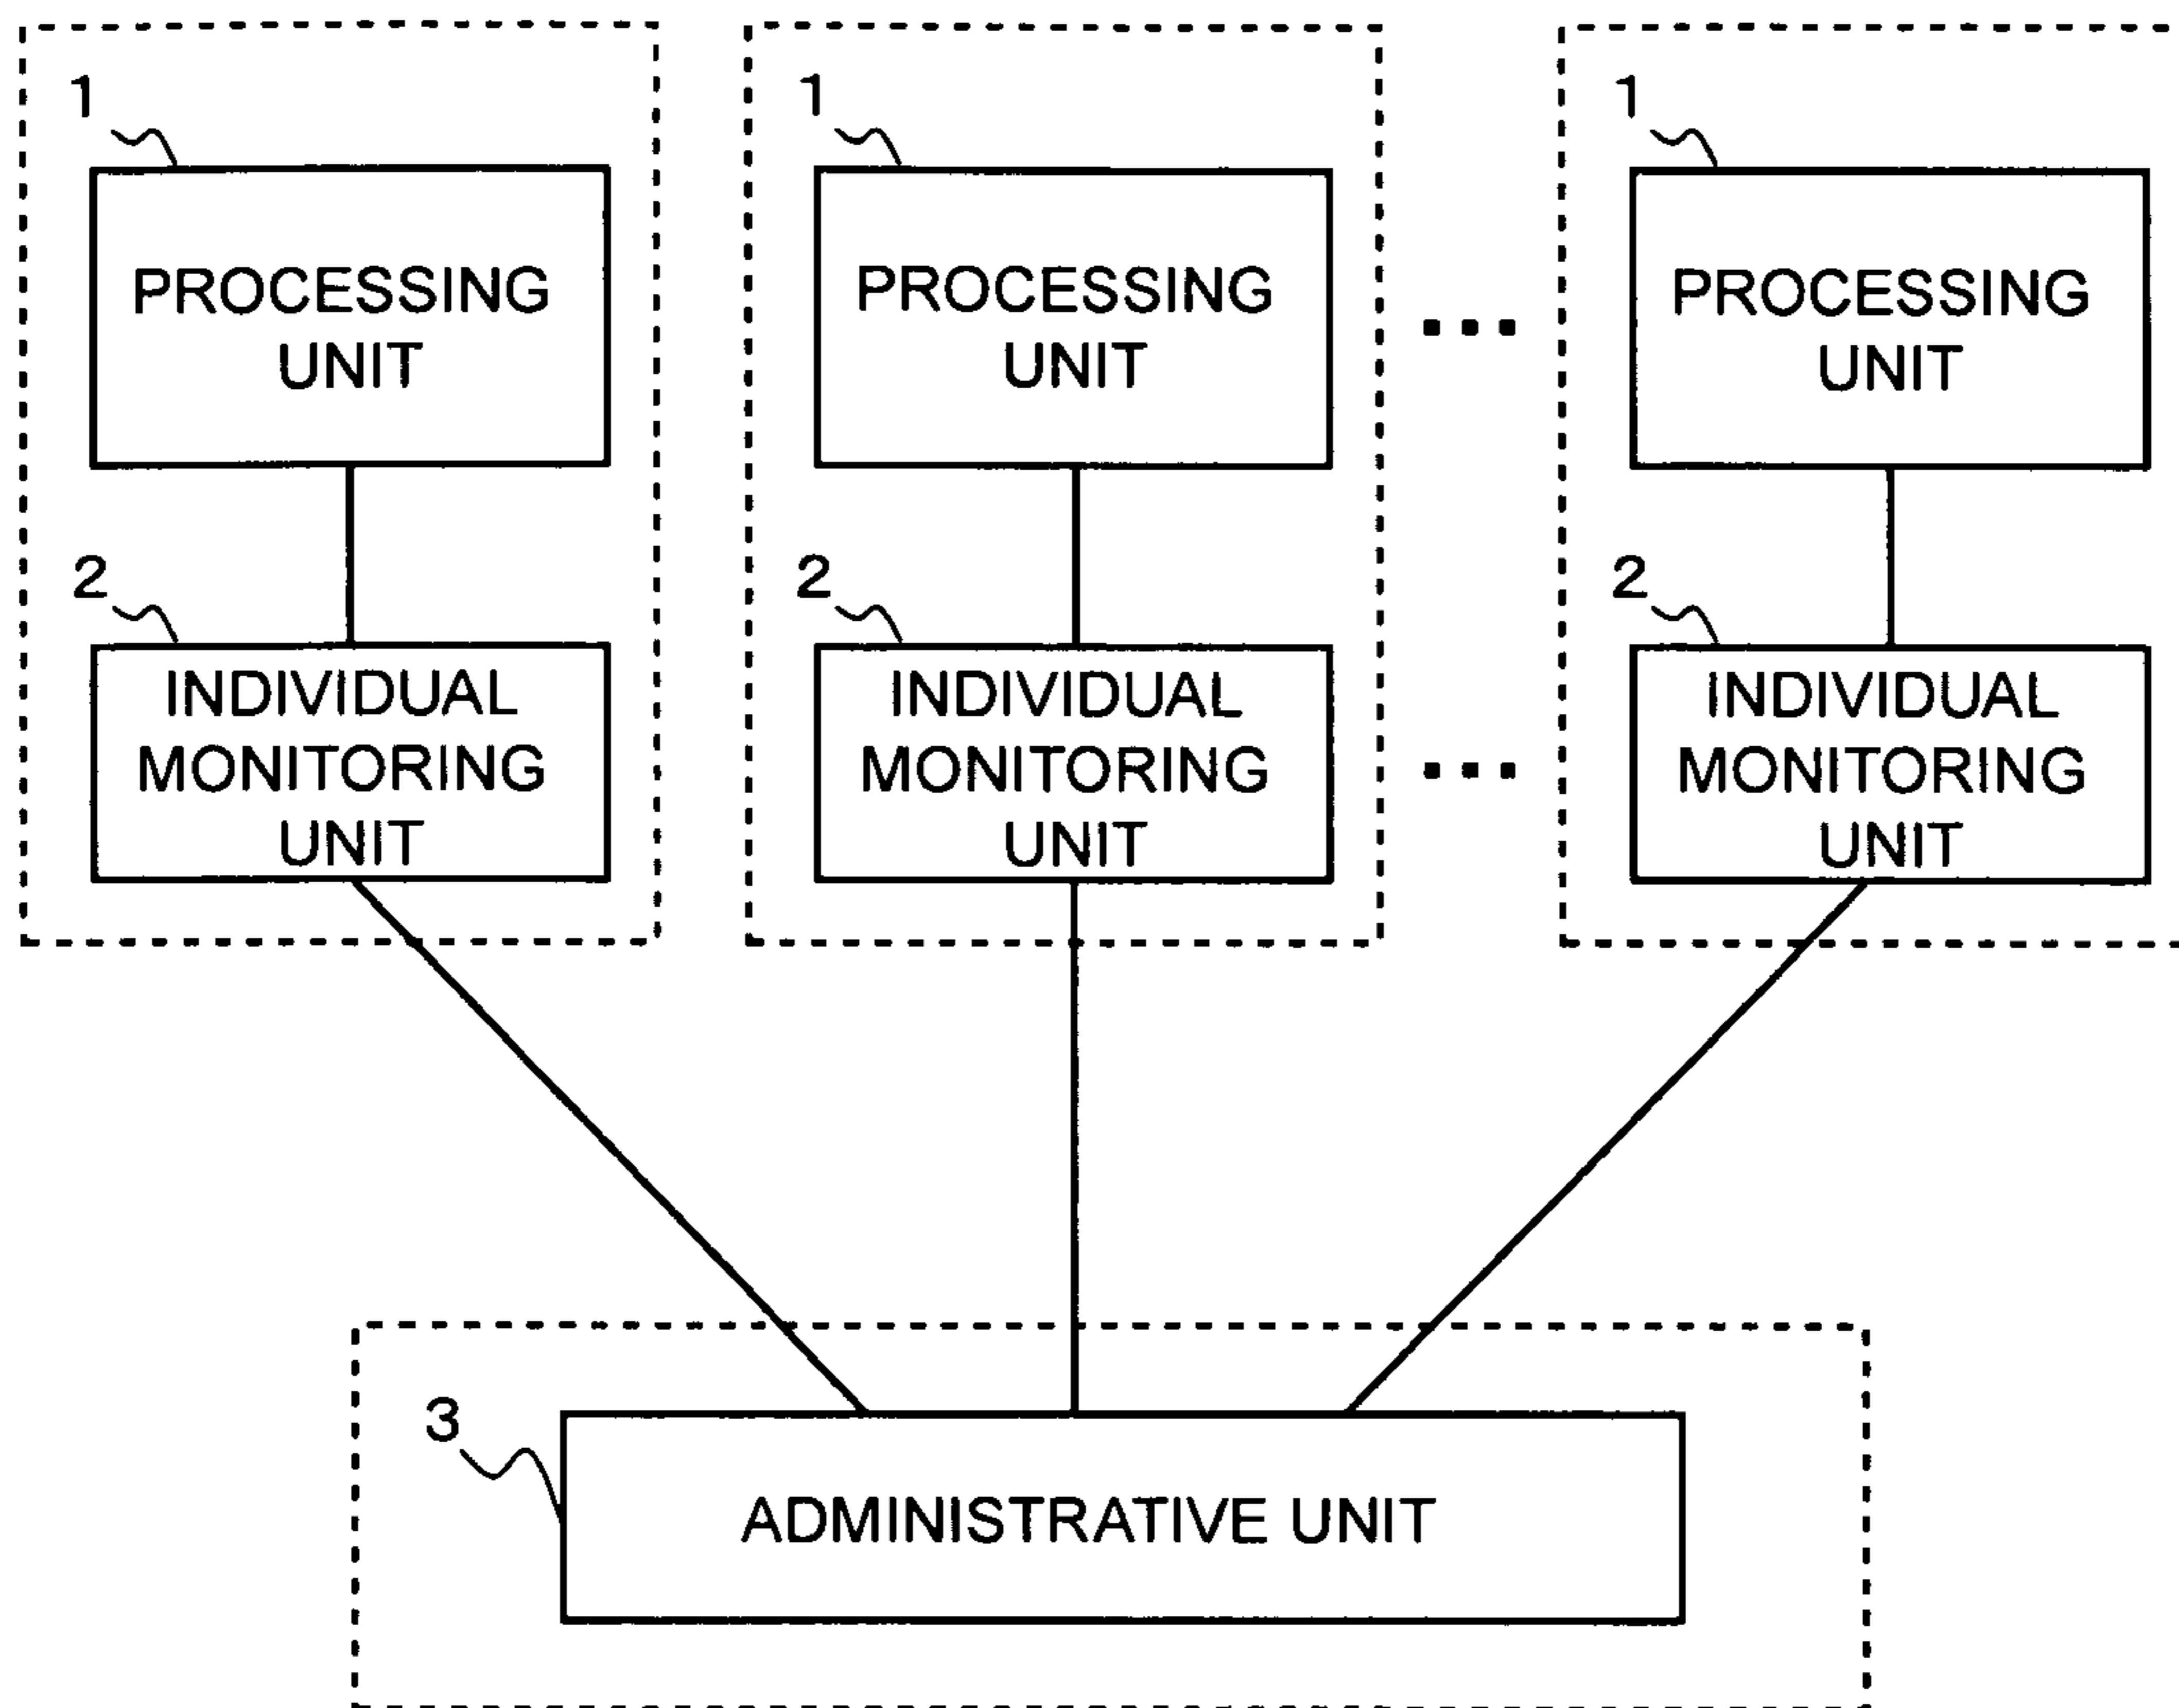 1
1
1
PROCESSING
UNIT
PROCESSING
UNIT
PROCESSING
UNIT
2
2
2
INDIVIDUAL
MONITORING
UNIT
INDIVIDUAL
MONITORING
UNIT
INDIVIDUAL
MONITORING
UNIT
3
ADMINISTRATIVE UNIT